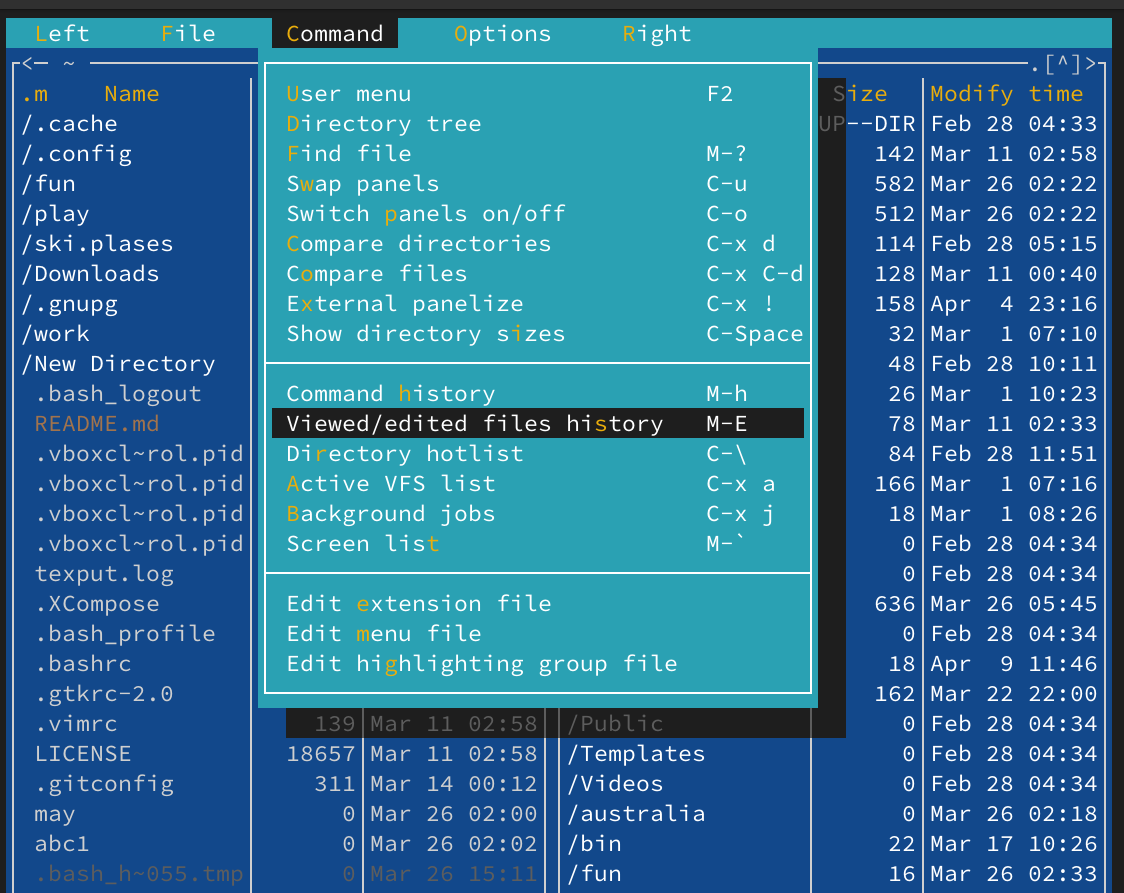 Left File Command Options Right
<─ ~ .[^]>
.m Name Size Modify time
/.cache UP--DIR Feb 28 04:33
/.config 142 Mar 11 02:58
/fun 582 Mar 26 02:22
/play 512 Mar 26 02:22
/ski.plases 114 Feb 28 05:15
/Downloads 128 Mar 11 00:40
/.gnupg 158 Apr 4 23:16
/work 32 Mar 1 07:10
/New Directory 48 Feb 28 10:11
.bash_logout 26 Mar 1 10:23
README.md 78 Mar 11 02:33
.vboxcl~rol.pid 84 Feb 28 11:51
.vboxcl~rol.pid 166 Mar 1 07:16
.vboxcl~rol.pid 18 Mar 1 08:26
.vboxcl~rol.pid 0 Feb 28 04:34
texput.log 0 Feb 28 04:34
.XCompose 636 Mar 26 05:45
.bash_profile 0 Feb 28 04:34
.bashrc 18 Apr 9 11:46
.gtkrc-2.0 162 Mar 22 22:00
User menu F2
Directory tree
Find file M-?
Swap panels C-u
Switch panels on/off C-o
Compare directories C-x d
Compare files C-x C-d
External panelize C-x !
Show directory sizes C-Space
Command history M-h
Viewed/edited files history M-E
Directory hotlist C-\
Active VFS list C-x a
Background jobs C-x j
Screen list M-`
Edit extension file
Edit menu file
Edit highlighting group file
.vimrc 139 Mar 11 02:58 /Public 0 Feb 28 04:34
LICENSE 18657 Mar 11 02:58 /Templates 0 Feb 28 04:34
.gitconfig 311 Mar 14 00:12 /Videos 0 Feb 28 04:34
may 0 Mar 26 02:00 /australia 0 Mar 26 02:18
abc1 0 Mar 26 02:02 /bin 22 Mar 17 10:26
.bash_h~055.tmp 0 Mar 26 15:11 /fun 16 Mar 26 02:33